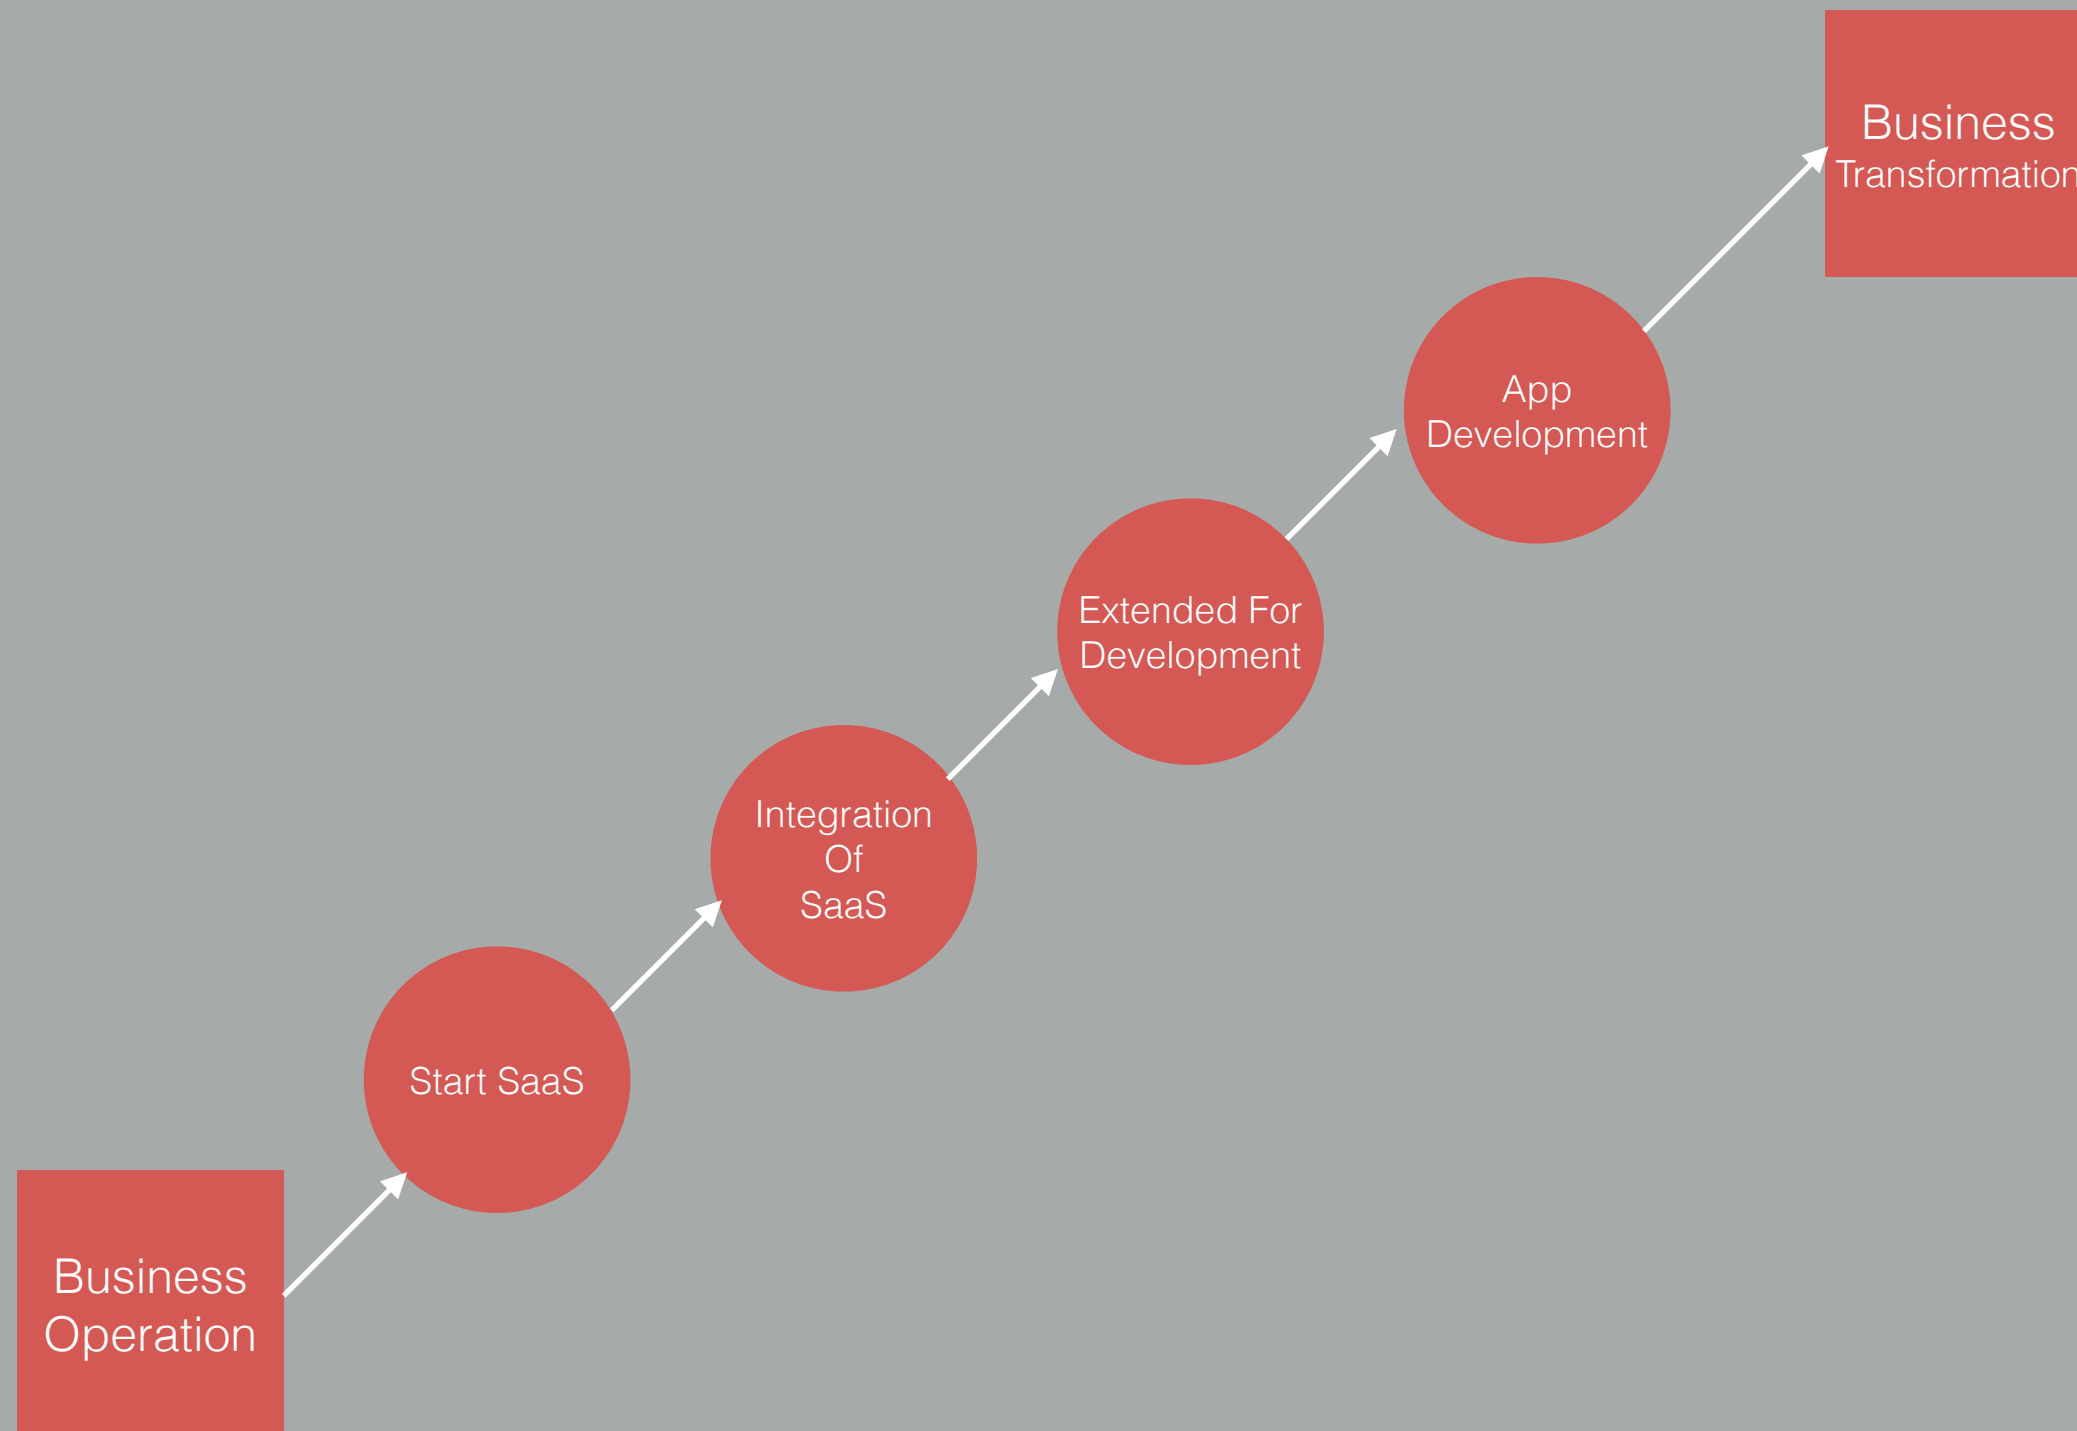 Business
Transformation
App
Development
Extended For
Development
Integration
Of
SaaS
Start SaaS
Business
Operation